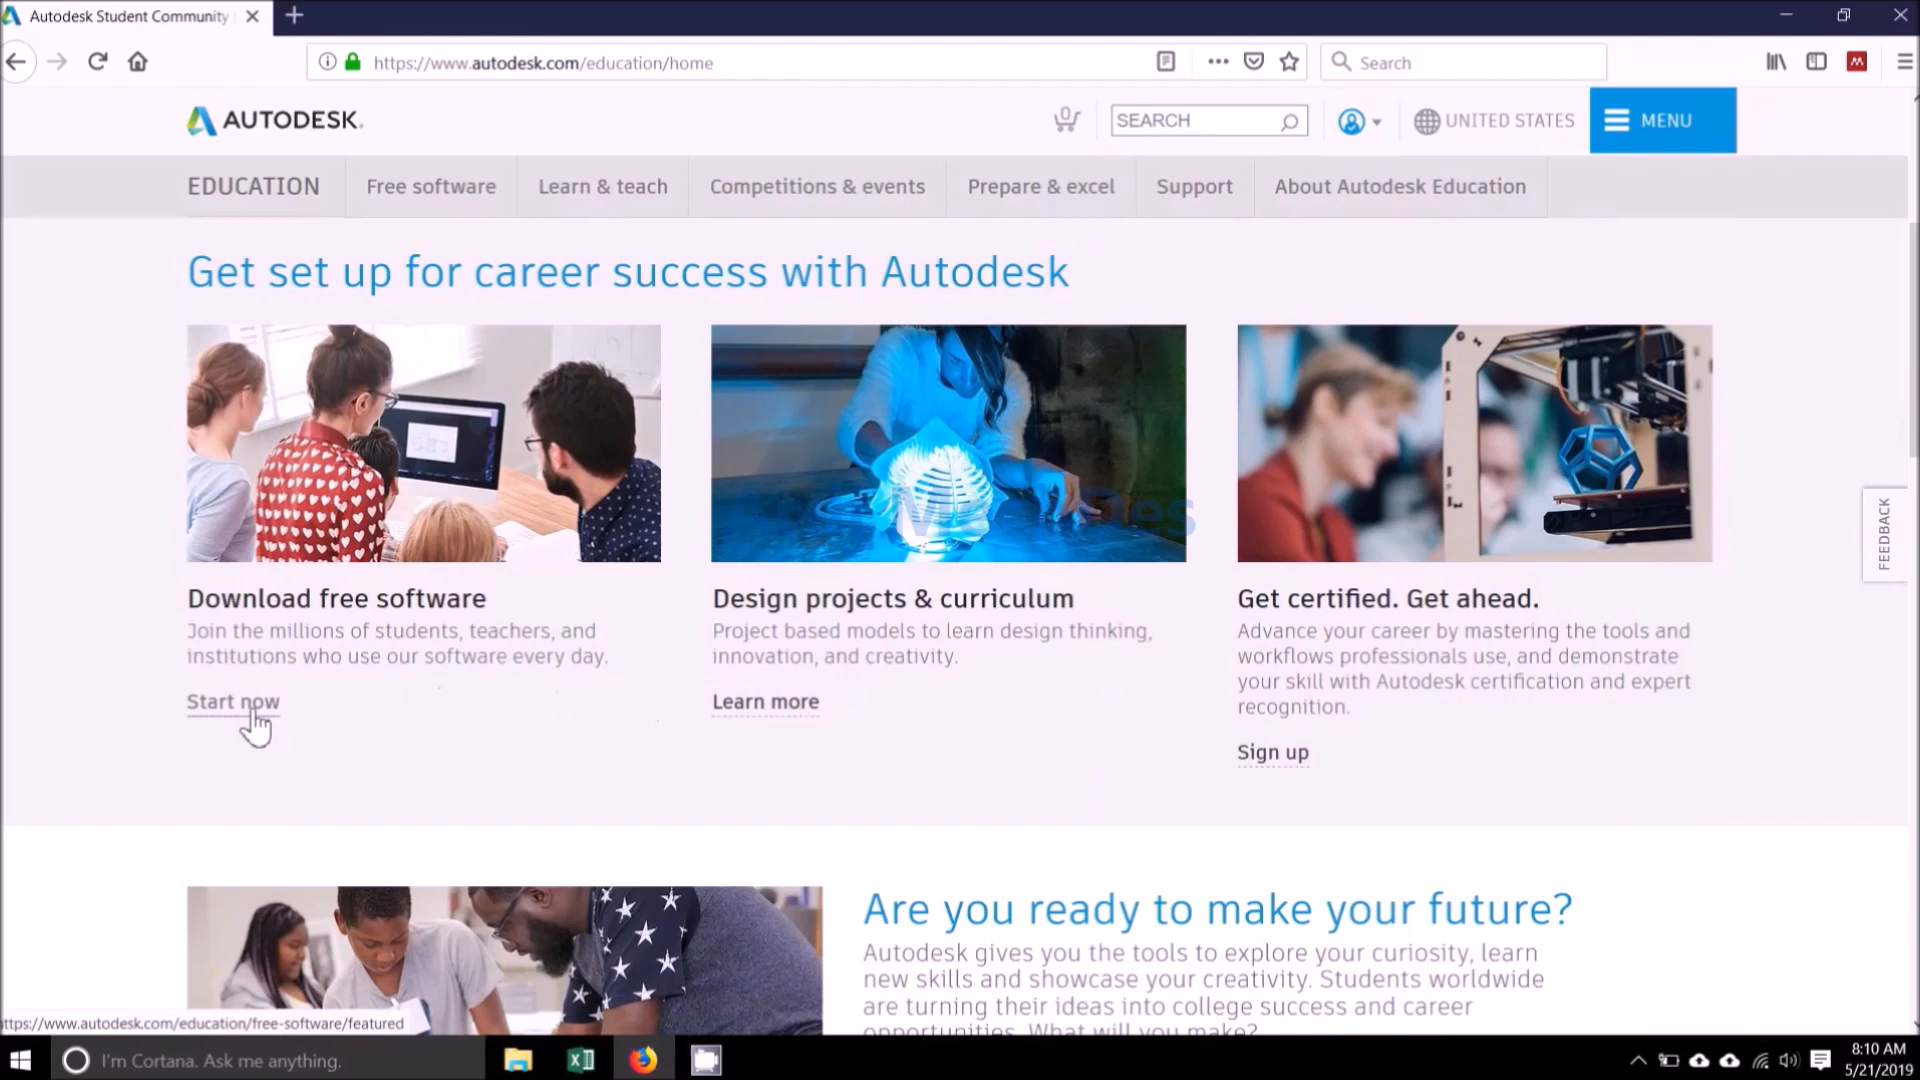 Autodesk Student Community
https://www.autodesk.com/education/home
Search
AUTODESK.
0
SEARCH
UNITED STATES
MENU
EDUCATION
Free software
Learn & teach
Competitions & events
Prepare & excel
Support
About Autodesk Education
Get set up for career success with Autodesk
Download free software
Join the millions of students, teachers, and
institutions who use our software every day.
Start now
Design projects & curriculum
Project based models to learn design thinking,
innovation, and creativity.
Learn more
Get certified. Get ahead.
Advance your career by mastering the tools and
workflows professionals use, and demonstrate
your skill with Autodesk certification and expert
recognition.
Sign up
FEEDBACK
Are you ready to make your future?
Autodesk gives you the tools to explore your curiosity, learn
new skills and showcase your creativity. Students worldwide
are turning their ideas into college success and career
opportunities. What will you make?
ttps://www.autodesk.com/education/free-software/featured
I'm Cortana. Ask me anything.
8:10 AM
5/21/2019